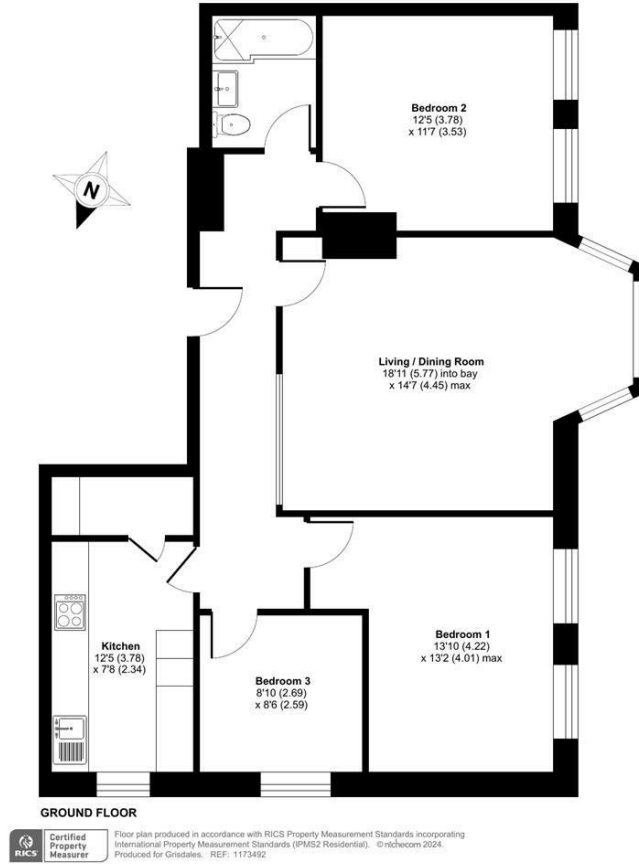 Bedroom 2
12'5 (3.78)
x 11'7 (3.53)
N
Living / Dining Room
18'11 (5.77) into bay
x 14'7 (4.45) max
Kitchen
12'5 (3.78)
x 7'8 (2.34)
Bedroom 3
8'10 (2.69)
x 8'6 (2.59)
Bedroom 1
13'10 (4.22)
x 13'2 (4.01) max
GROUND FLOOR
RICS
Certified
Property
Measurer
Floor plan produced in accordance with RICS Property Measurement Standards incorporating
International Property Measurement Standards (IPMS2 Residential). © ntchecom 2024.
Produced for Grisdales. REF: 1173492